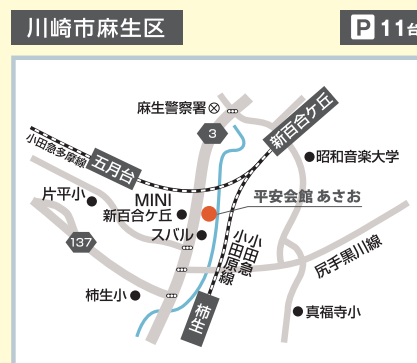 川崎市麻生区
P 11台
麻生警察署
3
新百合ケ丘
小田急多摩線
五月台
昭和音楽大学
片平小
MINI
新百合ケ丘
平安会館 あさお
スバル
137
小田急
小田原線
尻手黒川線
柿生小
柿生
真福寺小